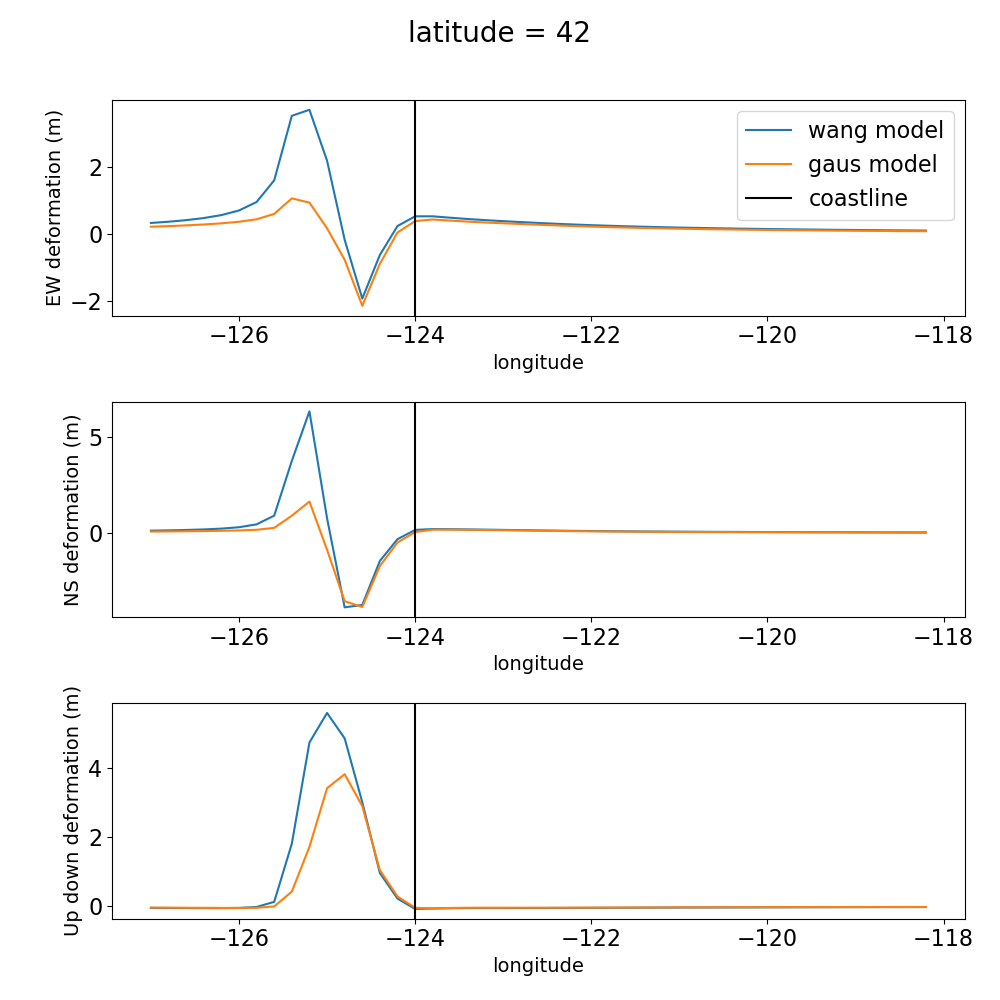 latitude = 42
EW deformation (m)
2
0
−2
wang model
gaus model
coastline
−126 −124 −122 −120 −118
longitude
NS deformation (m)
5
0
−126 −124 −122 −120 −118
longitude
Up down deformation (m)
4
2
0
−126 −124 −122 −120 −118
longitude